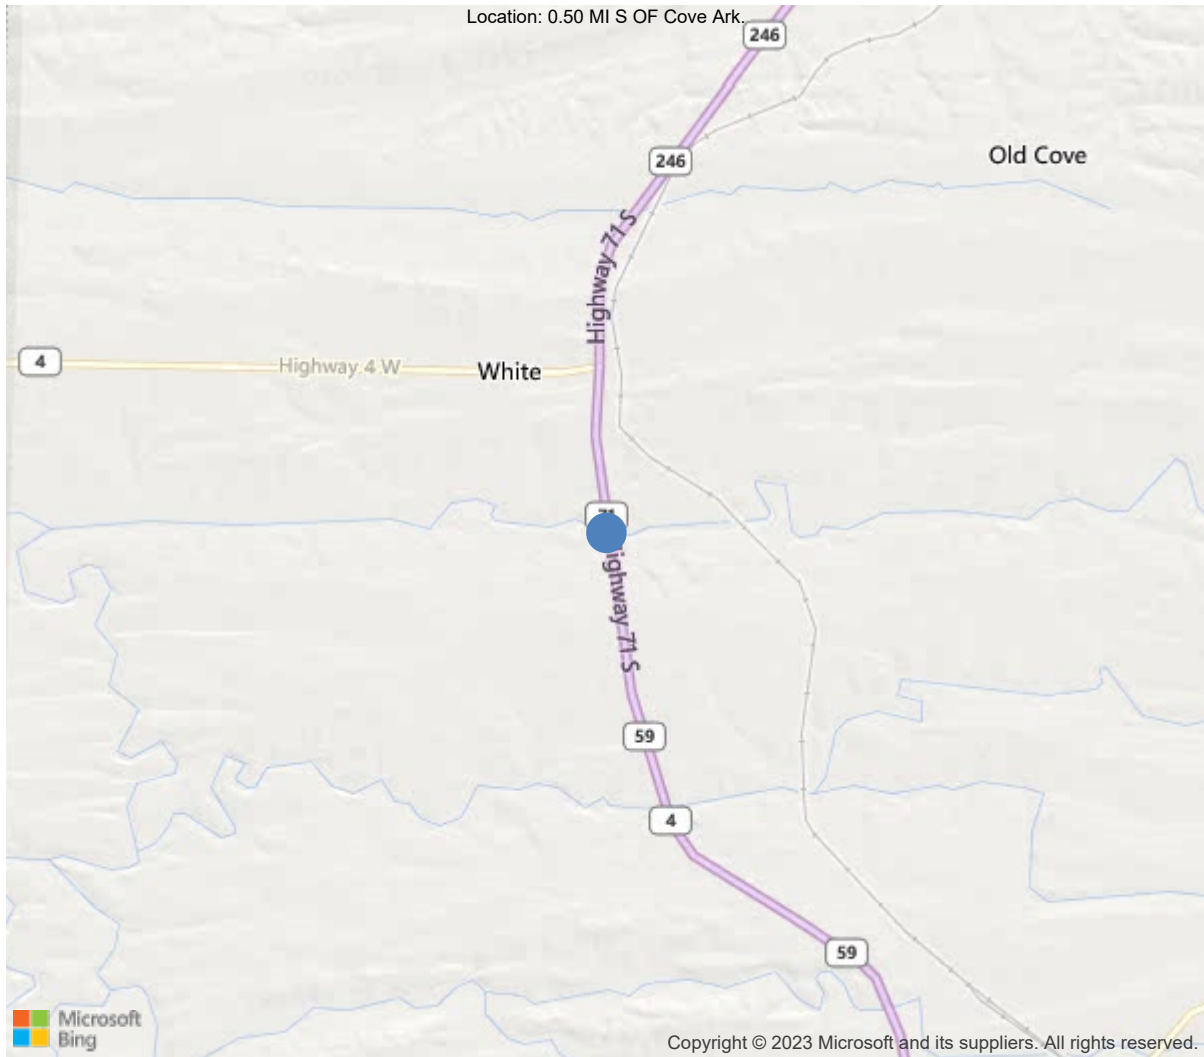 Location: 0.50 MI S OF Cove Ark.
246
246
Old Cove
Highway 71 S
4
Highway 4 W
White
71
Highway 71 S
59
4
59
Microsoft
Bing
Copyright © 2023 Microsoft and its suppliers. All rights reserved.